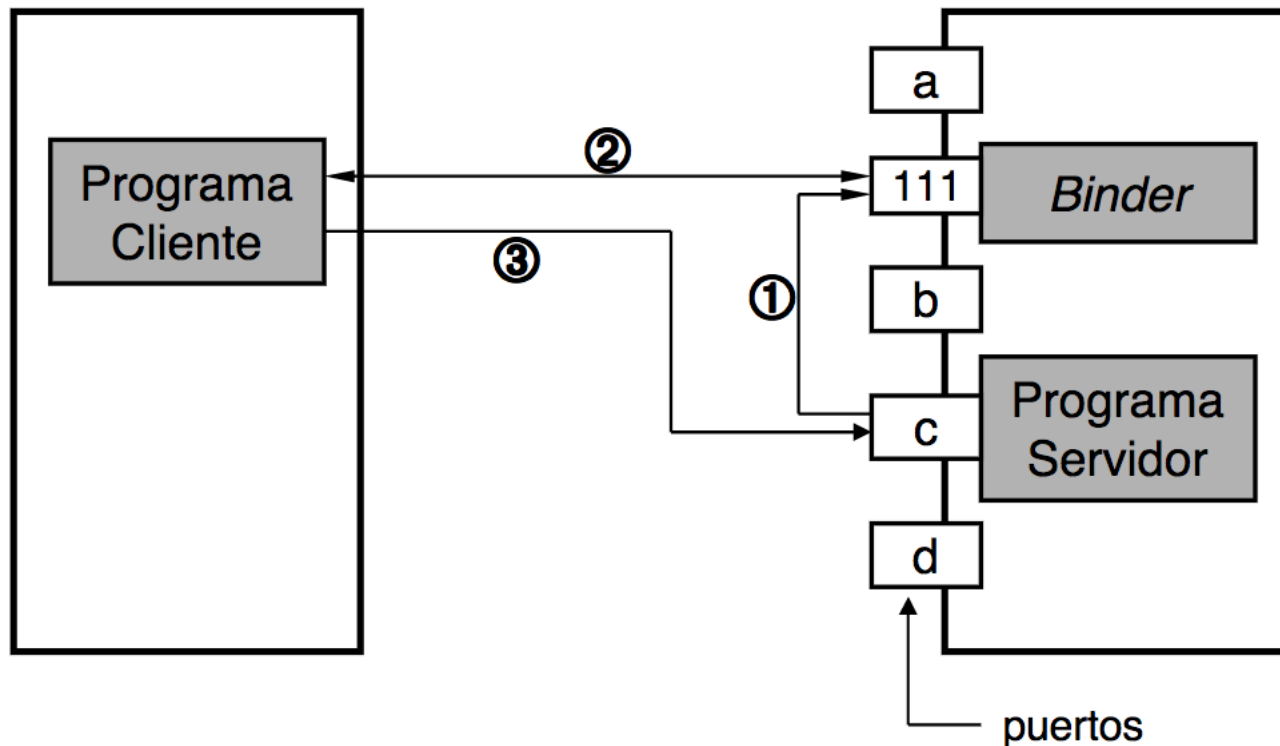 a
②
Programa
Cliente
111
Binder
③
①
b
c
Programa
Servidor
d
puertos